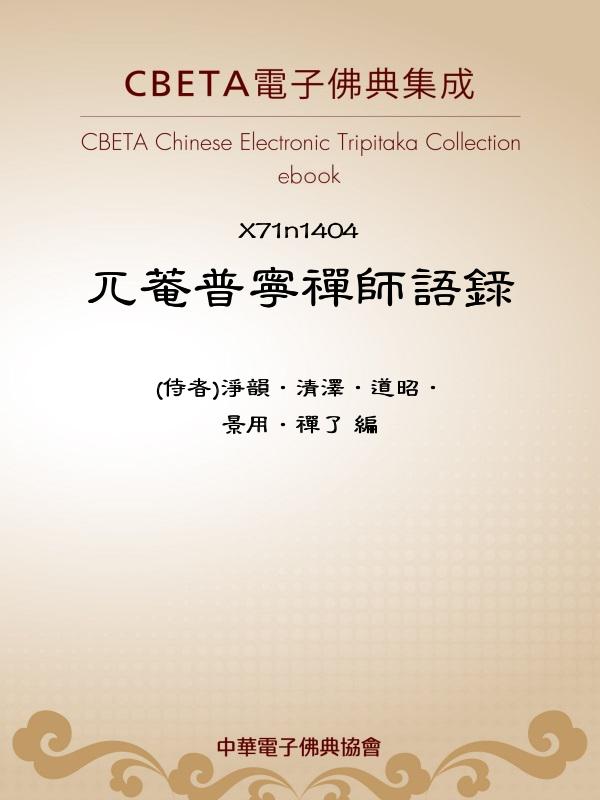 CBETA電子佛典集成
CBETA Chinese Electronic Tripitaka Collection
ebook
X71n1404
兀菴普寧禪師語錄
(侍者)淨韻．清澤．道昭．
景用．禪了 編
中華電子佛典協會